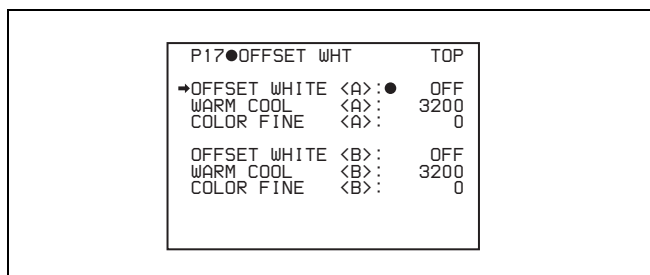 P17●OFFSET WHT TOP
➡OFFSET WHITE <A>:● OFF
WARM COOL <A>: 3200
COLOR FINE <A>: 0
OFFSET WHITE <B>: OFF
WARM COOL <B>: 3200
COLOR FINE <B>: 0